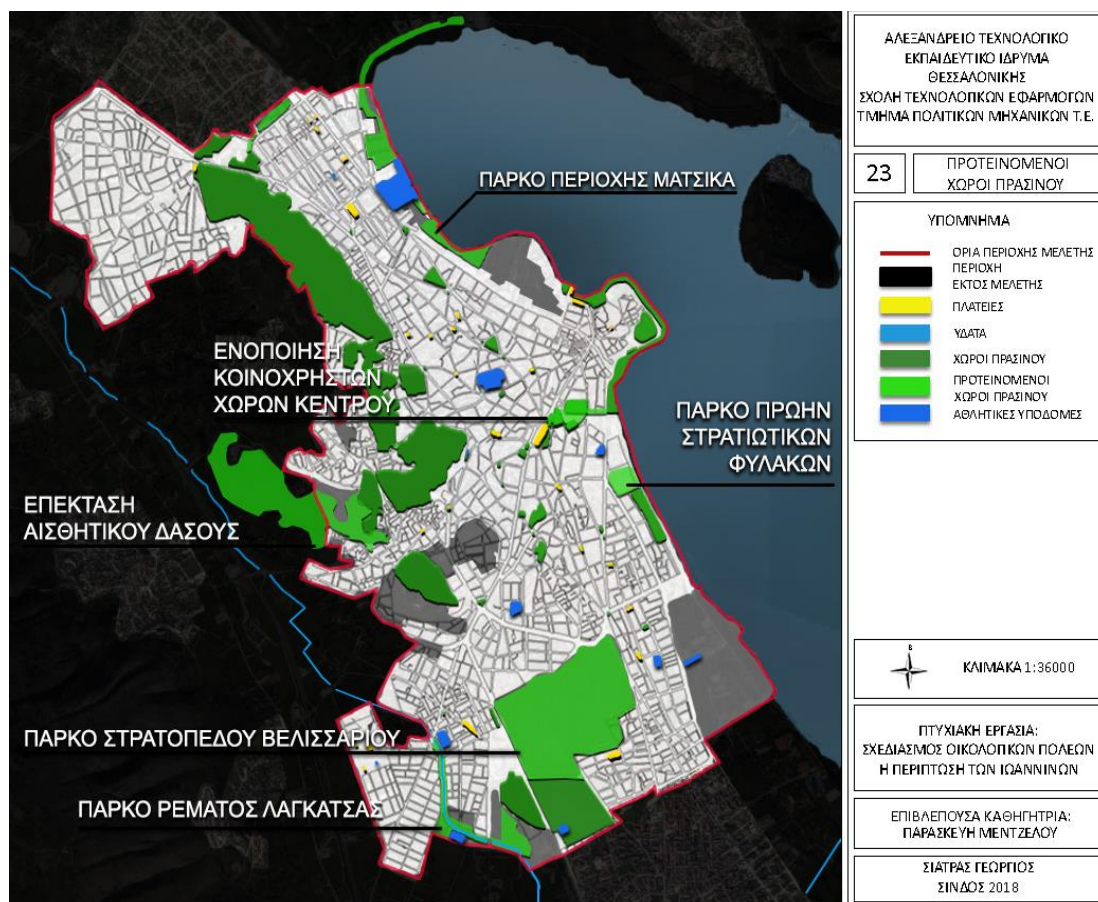 ΠΑΡΚΟ ΠΕΡΙΟΧΗΣ ΜΑΤΣΙΚΑ
ΕΝΟΠΟΙΗΣΗ
ΚΟΙΝΟΧΡΗΣΤΩΝ
ΧΩΡΩΝ ΚΕΝΤΡΟΥ
ΠΑΡΚΟ ΠΡΩΗΝ
ΣΤΡΑΤΙΩΤΙΚΩΝ
ΦΥΛΑΚΩΝ
ΕΠΕΚΤΑΣΗ
ΑΙΣΘΗΤΙΚΟΥ ΔΑΣΟΥΣ
ΠΑΡΚΟ ΣΤΡΑΤΟΠΕΔΟΥ ΒΕΛΙΣΣΑΡΙΟΥ
ΠΑΡΚΟ ΡΕΜΑΤΟΣ ΛΑΓΚΑΤΣΑΣ
ΑΛΕΞΑΝΔΡΕΙΟ ΤΕΧΝΟΛΟΓΙΚΟ
ΕΚΠΑΙΔΕΥΤΙΚΟ ΙΔΡΥΜΑ
ΘΕΣΣΑΛΟΝΙΚΗΣ
ΣΧΟΛΗ ΤΕΧΝΟΛΟΓΙΚΩΝ ΕΦΑΡΜΟΓΩΝ
ΤΜΗΜΑ ΠΟΛΙΤΙΚΩΝ ΜΗΧΑΝΙΚΩΝ Τ.Ε.
23
ΠΡΟΤΕΙΝΟΜΕΝΟΙ
ΧΩΡΟΙ ΠΡΑΣΙΝΟΥ
ΥΠΟΜΝΗΜΑ
ΟΡΙΑ ΠΕΡΙΟΧΗΣ ΜΕΛΕΤΗΣ
ΠΕΡΙΟΧΗ
ΕΚΤΟΣ ΜΕΛΕΤΗΣ
ΠΛΑΤΕΙΕΣ
ΥΔΑΤΑ
ΧΩΡΟΙ ΠΡΑΣΙΝΟΥ
ΠΡΟΤΕΙΝΟΜΕΝΟΙ
ΧΩΡΟΙ ΠΡΑΣΙΝΟΥ
ΑΘΛΗΤΙΚΕΣ ΥΠΟΔΟΜΕΣ
Β
ΚΛΙΜΑΚΑ 1:36000
ΠΤΥΧΙΑΚΗ ΕΡΓΑΣΙΑ:
ΣΧΕΔΙΑΣΜΟΣ ΟΙΚΟΛΟΓΙΚΩΝ ΠΟΛΕΩΝ
Η ΠΕΡΙΠΤΩΣΗ ΤΩΝ ΙΩΑΝΝΙΝΩΝ
ΕΠΙΒΛΕΠΟΥΣΑ ΚΑΘΗΓΗΤΡΙΑ:
ΠΑΡΑΣΚΕΥΗ ΜΕΝΤΖΕΛΟΥ
ΣΙΑΤΡΑΣ ΓΕΩΡΓΙΟΣ
ΣΙΝΔΟΣ 2018